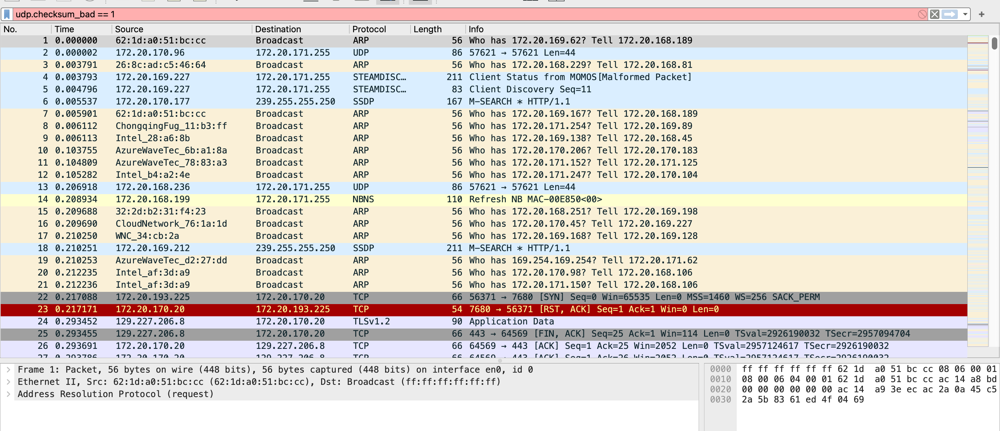 udp.checksum_bad == 1
No. Time Source Destination Protocol Length Info
1 0.000000 62:1d:a0:51:bc:cc Broadcast ARP 56 Who has 172.20.169.62? Tell 172.20.168.189
2 0.000002 172.20.170.96 172.20.171.255 UDP 86 57621 → 57621 Len=44
3 0.003791 26:8c:ad:c5:46:64 Broadcast ARP 56 Who has 172.20.168.229? Tell 172.20.168.81
4 0.003793 172.20.169.227 172.20.171.255 STEAMDISC… 211 Client Status from MOMOS[Malformed Packet]
5 0.004796 172.20.169.227 172.20.171.255 STEAMDISC… 83 Client Discovery Seq=11
6 0.005537 172.20.170.177 239.255.255.250 SSDP 167 M-SEARCH * HTTP/1.1
7 0.005901 62:1d:a0:51:bc:cc Broadcast ARP 56 Who has 172.20.169.167? Tell 172.20.168.189
8 0.006112 ChongqingFug_11:b3:ff Broadcast ARP 56 Who has 172.20.171.254? Tell 172.20.169.89
9 0.006113 Intel_28:a6:8b Broadcast ARP 56 Who has 172.20.169.138? Tell 172.20.168.45
10 0.103755 AzureWaveTec_6b:a1:8a Broadcast ARP 56 Who has 172.20.170.206? Tell 172.20.170.183
11 0.104809 AzureWaveTec_78:83:a3 Broadcast ARP 56 Who has 172.20.171.152? Tell 172.20.171.125
12 0.105282 Intel_b4:a2:4e Broadcast ARP 56 Who has 172.20.171.247? Tell 172.20.170.104
13 0.206918 172.20.168.236 172.20.171.255 UDP 86 57621 → 57621 Len=44
14 0.208934 172.20.168.199 172.20.171.255 NBNS 110 Refresh NB MAC-00E850<00>
15 0.209688 32:2d:b2:31:f4:23 Broadcast ARP 56 Who has 172.20.168.251? Tell 172.20.169.198
16 0.209690 CloudNetwork_76:1a:1d Broadcast ARP 56 Who has 172.20.170.45? Tell 172.20.169.227
17 0.210250 WNC_34:cb:2a Broadcast ARP 56 Who has 172.20.169.168? Tell 172.20.169.128
18 0.210251 172.20.169.212 239.255.255.250 SSDP 211 M-SEARCH * HTTP/1.1
19 0.210253 AzureWaveTec_d2:27:dd Broadcast ARP 56 Who has 169.254.169.254? Tell 172.20.171.62
20 0.212235 Intel_af:3d:a9 Broadcast ARP 56 Who has 172.20.170.98? Tell 172.20.168.106
21 0.212236 Intel_af:3d:a9 Broadcast ARP 56 Who has 172.20.171.150? Tell 172.20.168.106
22 0.217088 172.20.193.225 172.20.170.20 TCP 66 56371 → 7680 [SYN] Seq=0 Win=65535 Len=0 MSS=1460 WS=256 SACK_PERM
23 0.217171 172.20.170.20 172.20.193.225 TCP 54 7680 → 56371 [RST, ACK] Seq=1 Ack=1 Win=0 Len=0
24 0.293452 129.227.206.8 172.20.170.20 TLSv1.2 90 Application Data
25 0.293455 129.227.206.8 172.20.170.20 TCP 66 443 → 64569 [FIN, ACK] Seq=25 Ack=1 Win=114 Len=0 TSval=2926190032 TSecr=2957094704
26 0.293691 172.20.170.20 129.227.206.8 TCP 66 64569 → 443 [ACK] Seq=1 Ack=25 Win=2052 Len=0 TSval=2957124617 TSecr=2926190032
27 0.293786 172.20.170.20 129.227.206.8 TCP 66 64569 → 443 [ACK] Seq=1 Ack=26 Win=2052 Len=0 TSval=2957124617 TSecr=2926190032
Frame 1: Packet, 56 bytes on wire (448 bits), 56 bytes captured (448 bits) on interface en0, id 0
Ethernet II, Src: 62:1d:a0:51:bc:cc (62:1d:a0:51:bc:cc), Dst: Broadcast (ff:ff:ff:ff:ff:ff)
Address Resolution Protocol (request)
0000 ff ff ff ff ff ff 62 1d a0 51 bc cc 08 06 00 01
0010 08 00 06 04 00 01 62 1d a0 51 bc cc ac 14 a8 bd
0020 00 00 00 00 00 00 ac 14 a9 3e ec ac 2a 0a 45 c5
0030 2a 5b 83 61 ed 4f 04 69